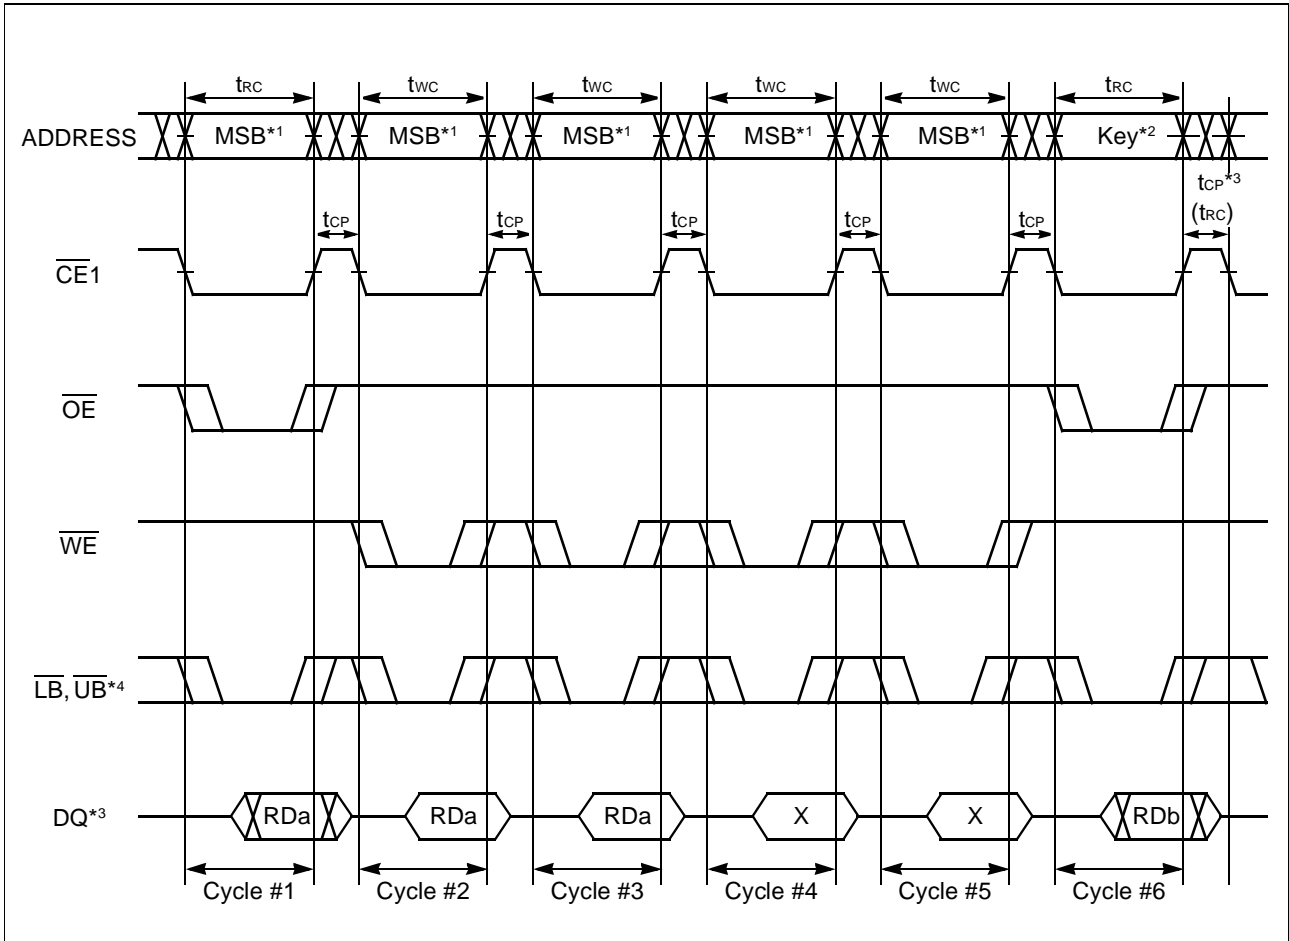 tRC tWC tWC tWC tWC tRC
ADDRESS MSB*1 MSB*1 MSB*1 MSB*1 MSB*1 Key*2
tCP*3
tCP tCP tCP tCP tCP (tRC)
CE1
OE
WE
LB, UB*4
DQ*3 RDa RDa RDa X X RDb
Cycle #1 Cycle #2 Cycle #3 Cycle #4 Cycle #5 Cycle #6